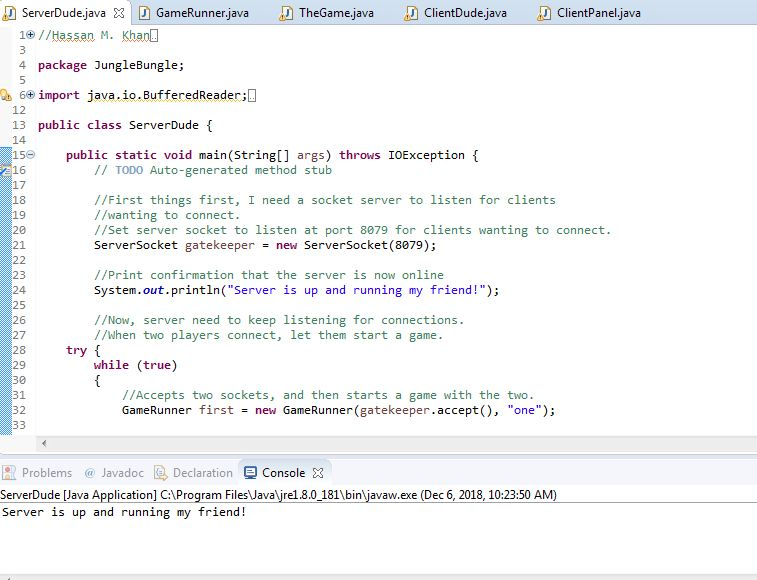 ServerDude.java GameRunner.java TheGame.java ClientDude.java ClientPanel.java
1 //Hassan M. Khan
3
4 package JungleBungle;
5
6 import java.io.BufferedReader;
12
13 public class ServerDude {
14
15 public static void main(String[] args) throws IOException {
16 // TODO Auto-generated method stub
17
18 //First things first, I need a socket server to listen for clients
19 //wanting to connect.
20 //Set server socket to listen at port 8079 for clients wanting to connect.
21 ServerSocket gatekeeper = new ServerSocket(8079);
22
23 //Print confirmation that the server is now online
24 System.out.println("Server is up and running my friend!");
25
26 //Now, server need to keep listening for connections.
27 //When two players connect, let them start a game.
28 try {
29 while (true)
30 {
31 //Accepts two sockets, and then starts a game with the two.
32 GameRunner first = new GameRunner(gatekeeper.accept(), "one");
33
Problems @ Javadoc Declaration Console
ServerDude [Java Application] C:\Program Files\Java\jre1.8.0_181\bin\javaw.exe (Dec 6, 2018, 10:23:50 AM)
Server is up and running my friend!